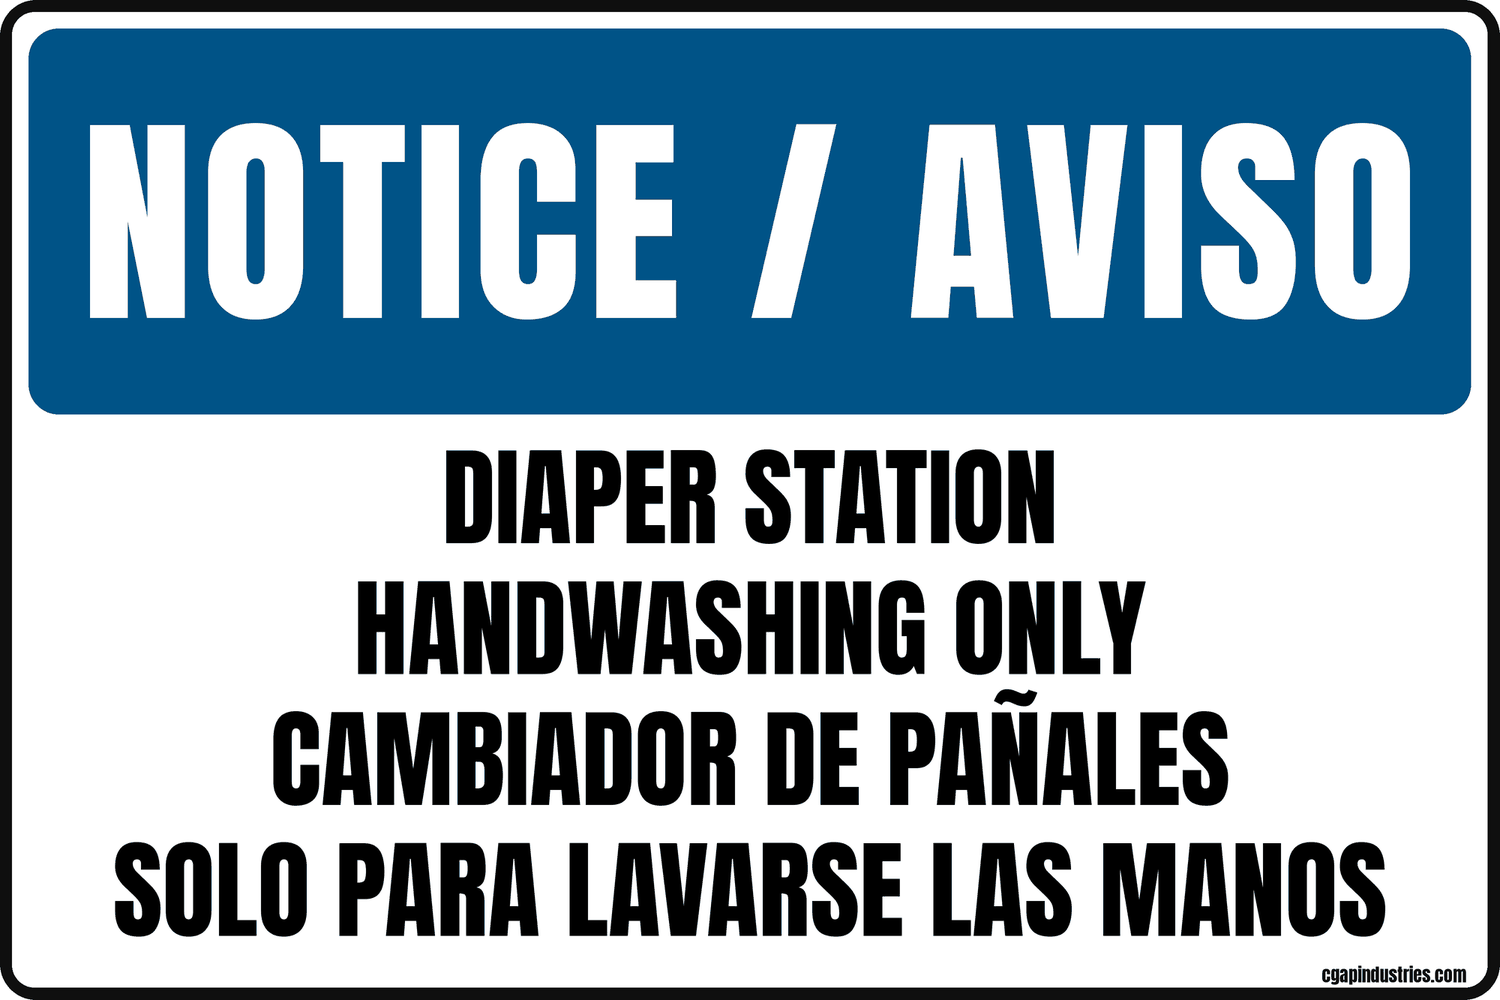 NOTICE / AVISO
DIAPER STATION
HANDWASHING ONLY
CAMBIADOR DE PAÑALES
SOLO PARA LAVARSE LAS MANOS
cgapindustries.com